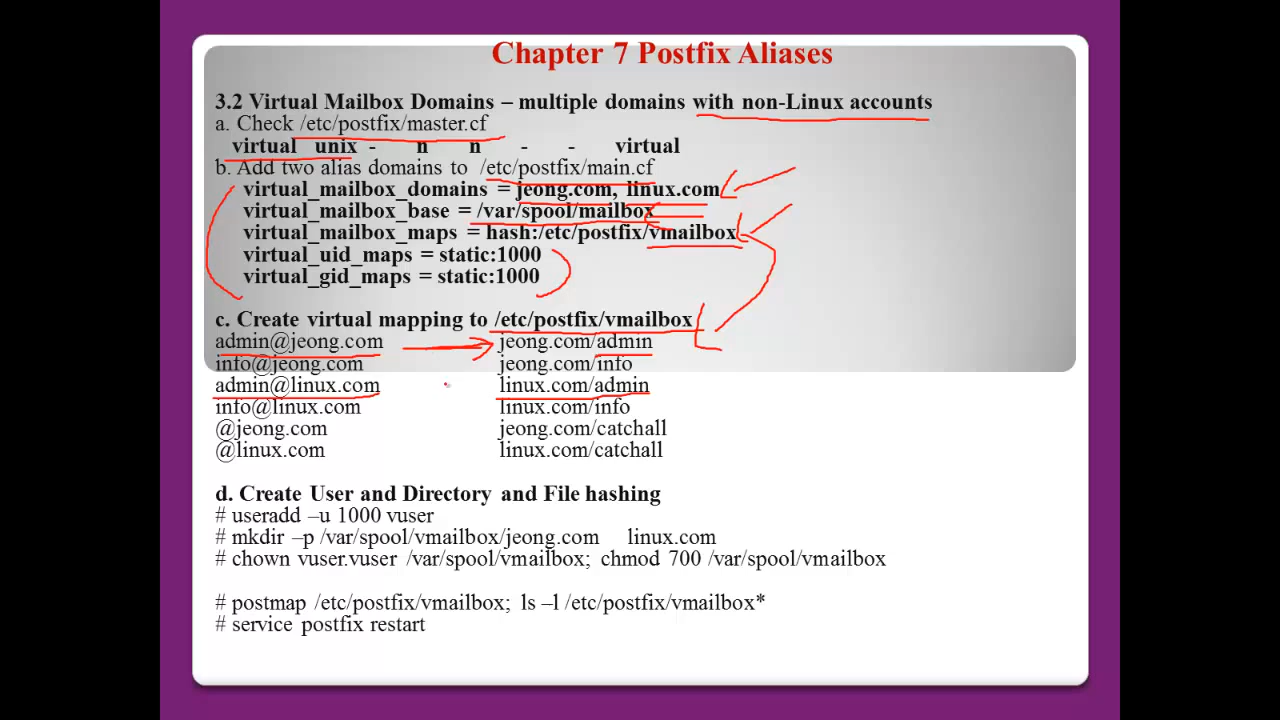 Chapter 7 Postfix Aliases
3.2 Virtual Mailbox Domains – multiple domains with non-Linux accounts
a. Check /etc/postfix/master.cf
virtual unix - n n - - virtual
b. Add two alias domains to /etc/postfix/main.cf
virtual_mailbox_domains = jeong.com, linux.com
virtual_mailbox_base = /var/spool/mailbox
virtual_mailbox_maps = hash:/etc/postfix/vmailbox
virtual_uid_maps = static:1000
virtual_gid_maps = static:1000
c. Create virtual mapping to /etc/postfix/vmailbox
admin@jeong.com jeong.com/admin
info@jeong.com jeong.com/info
admin@linux.com linux.com/admin
info@linux.com linux.com/info
@jeong.com jeong.com/catchall
@linux.com linux.com/catchall
d. Create User and Directory and File hashing
# useradd –u 1000 vuser
# mkdir –p /var/spool/vmailbox/jeong.com linux.com
# chown vuser.vuser /var/spool/vmailbox; chmod 700 /var/spool/vmailbox
# postmap /etc/postfix/vmailbox; ls –l /etc/postfix/vmailbox*
# service postfix restart